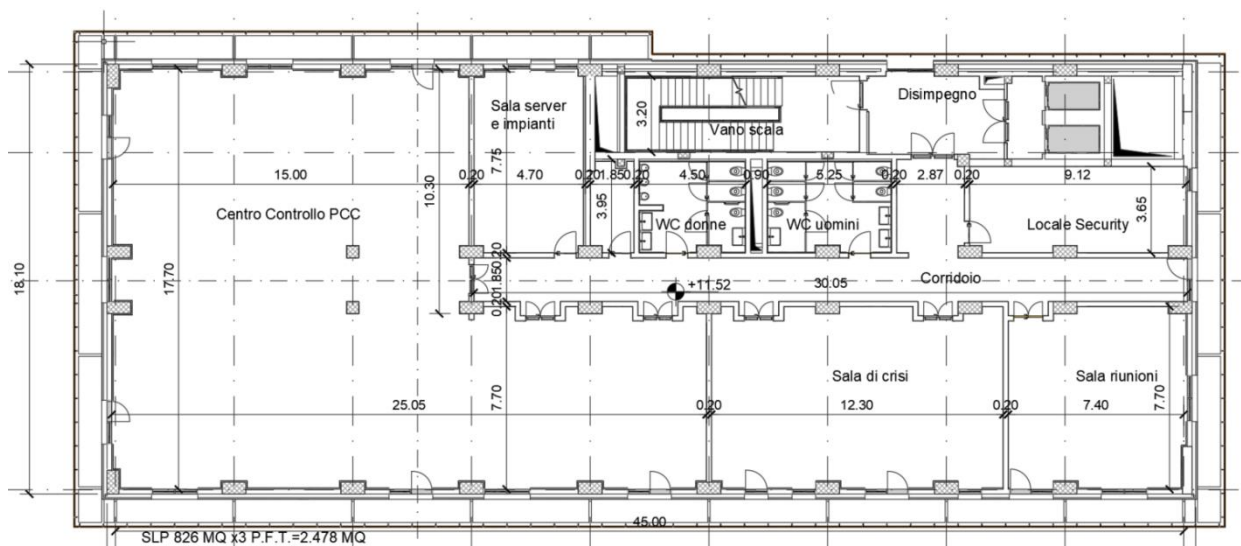 Disimpegno
Sala server
e impianti
3.20
Vano scala
7.75
15.00
0.20
4.70
0.20
1.85
0.20
4.50
0.90
5.25
0.20
2.87
0.20
9.12
10.30
3.95
3.65
Centro Controllo PCC
WC donne
WC uomini
Locale Security
18.10
17.70
0.20
1.85
0.20
+11.52
30.05
Corridoio
Sala di crisi
Sala riunioni
25.05
7.70
0.20
12.30
0.20
7.40
7.70
45.00
SLP 826 MQ x3 P.F.T.=2.478 MQ